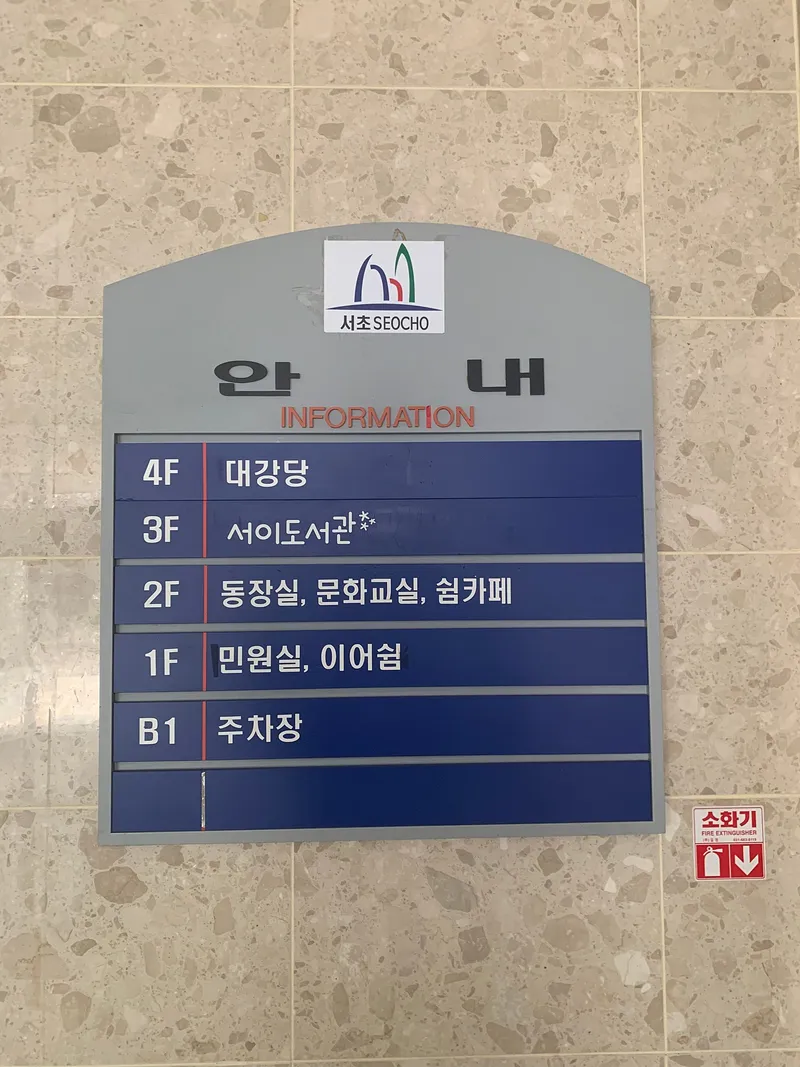 서초 SEOCHO
안 내
INFORMATION
4F 대강당
3F 서이도서관
2F 동장실, 문화교실, 쉼카페
1F 민원실, 이어쉼
B1 주차장
소화기
FIRE EXTINGUISHER